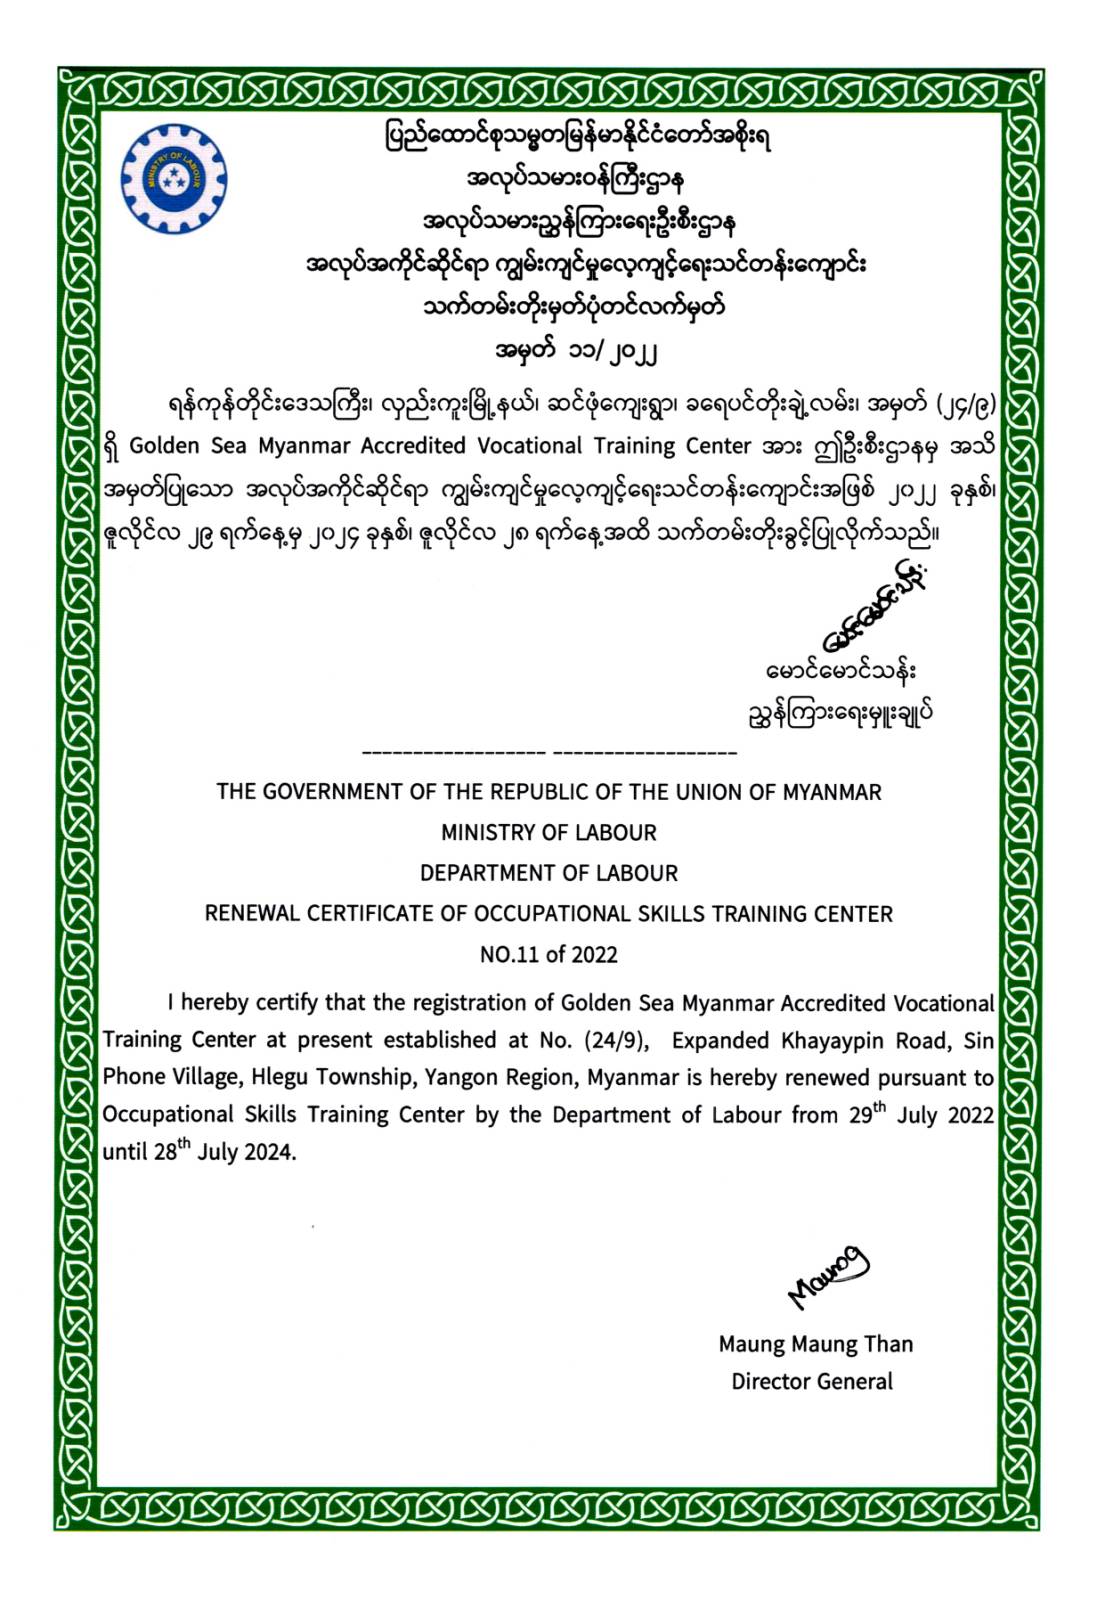 MINISTRY OF LABOUR
ပြည်ထောင်စုသမ္မတမြန်မာနိုင်ငံတော်အစိုးရ
အလုပ်သမားဝန်ကြီးဌာန
အလုပ်သမားညွှန်ကြားရေးဦးစီးဌာန
အလုပ်အကိုင်ဆိုင်ရာ ကျွမ်းကျင်မှုလေ့ကျင့်ရေးသင်တန်းကျောင်း
သက်တမ်းတိုးမှတ်ပုံတင်လက်မှတ်
အမှတ် ၁၁/၂၀၂၂
ရန်ကုန်တိုင်းဒေသကြီး၊ လှည်းကူးမြို့နယ်၊ ဆင်ဖုံကျေးရွာ၊ ခရေပင်တိုးချဲ့လမ်း၊ အမှတ် (၂၄/၉)
ရှိ Golden Sea Myanmar Accredited Vocational Training Center အား ဤဦးစီးဌာနမှ အသိ
အမှတ်ပြုသော အလုပ်အကိုင်ဆိုင်ရာ ကျွမ်းကျင်မှုလေ့ကျင့်ရေးသင်တန်းကျောင်းအဖြစ် ၂၀၂၂ ခုနှစ်၊
ဇူလိုင်လ ၂၉ ရက်နေ့မှ ၂၀၂၄ ခုနှစ်၊ ဇူလိုင်လ ၂၈ ရက်နေ့အထိ သက်တမ်းတိုးခွင့်ပြုလိုက်သည်။
မောင်မောင်သန်း
မောင်မောင်သန်း
ညွှန်ကြားရေးမှူးချုပ်
THE GOVERNMENT OF THE REPUBLIC OF THE UNION OF MYANMAR
MINISTRY OF LABOUR
DEPARTMENT OF LABOUR
RENEWAL CERTIFICATE OF OCCUPATIONAL SKILLS TRAINING CENTER
NO.11 of 2022
I hereby certify that the registration of Golden Sea Myanmar Accredited Vocational
Training Center at present established at No. (24/9), Expanded Khayaypin Road, Sin
Phone Village, Hlegu Township, Yangon Region, Myanmar is hereby renewed pursuant to
Occupational Skills Training Center by the Department of Labour from 29th July 2022
until 28th July 2024.
Maung
Maung Maung Than
Director General